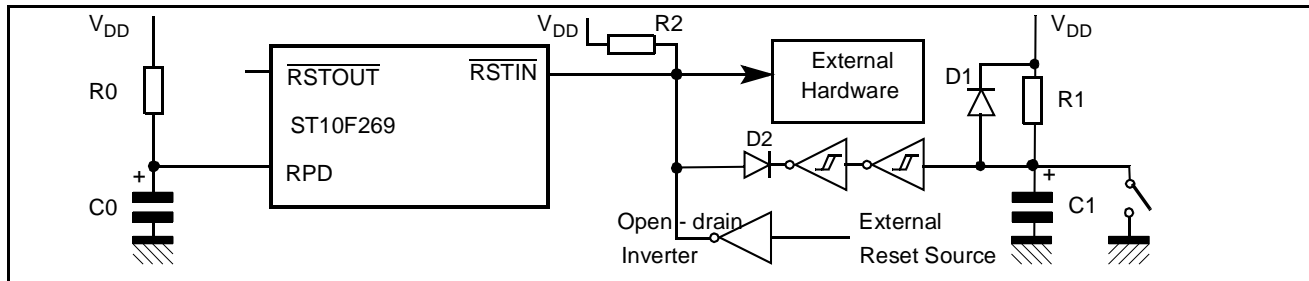 VDD
R0
+
C0
RSTOUT
RSTIN
ST10F269
RPD
VDD
R2
External
Hardware
D2
D1
VDD
R1
+
C1
Open - drain
Inverter
External
Reset Source